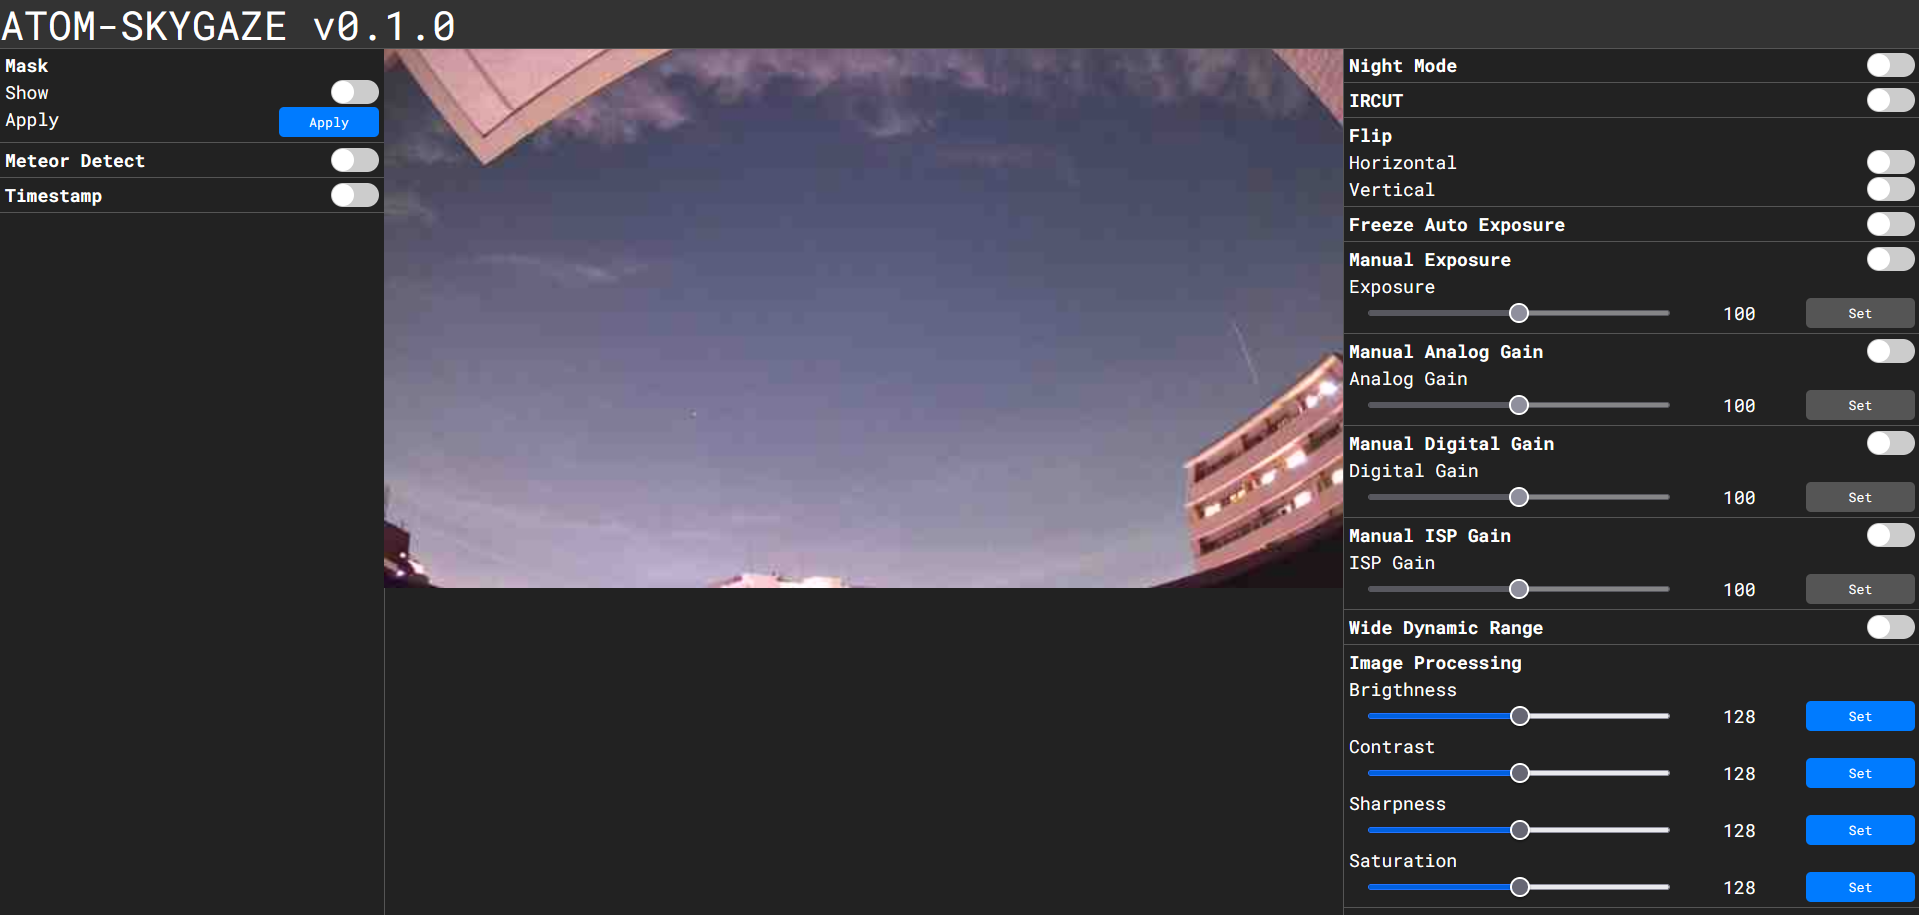 ATOM-SKYGAZE v0.1.0
Mask
Show
Apply Apply
Meteor Detect
Timestamp
Night Mode
IRCUT
Flip
Horizontal
Vertical
Freeze Auto Exposure
Manual Exposure
Exposure
100 Set
Manual Analog Gain
Analog Gain
100 Set
Manual Digital Gain
Digital Gain
100 Set
Manual ISP Gain
ISP Gain
100 Set
Wide Dynamic Range
Image Processing
Brigthness
128 Set
Contrast
128 Set
Sharpness
128 Set
Saturation
128 Set